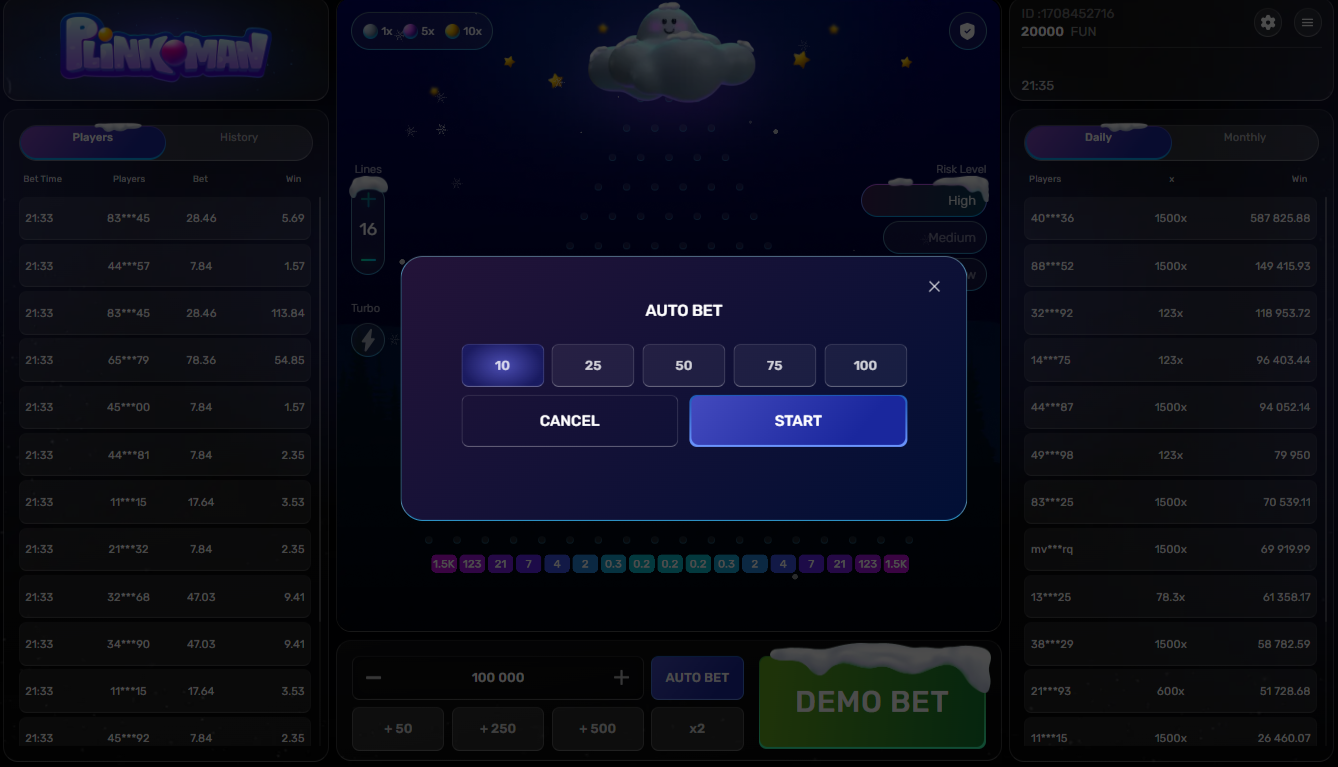 PLINKOMAN
Players History
Bet Time Players Bet Win
21:33 83***45 28.46 5.69
21:33 44***57 7.84 1.57
21:33 83***45 28.46 113.84
21:33 65***79 78.36 54.85
21:33 45***00 7.84 1.57
21:33 44***81 7.84 2.35
21:33 11***15 17.64 3.53
21:33 21***32 7.84 2.35
21:33 32***68 47.03 9.41
21:33 34***90 47.03 9.41
21:33 11***15 17.64 3.53
21:33 45***92 7.84 2.35
1x 5x 10x
Lines
16
Turbo
Risk Level
High
Medium
AUTO BET
10 25 50 75 100
CANCEL START
1.5K 123 21 7 4 2 0.3 0.2 0.2 0.2 0.3 2 4 7 21 123 1.5K
100 000
AUTO BET
+ 50 + 250 + 500 x2
DEMO BET
ID :1708452716
20000 FUN
21:35
Daily Monthly
Players x Win
40***36 1500x 587 825.88
88***52 1500x 149 415.93
32***92 123x 118 953.72
14***75 123x 96 403.44
44***87 1500x 94 052.14
49***98 123x 79 950
83***25 1500x 70 539.11
mv***rq 1500x 69 919.99
13***25 78.3x 61 358.17
38***29 1500x 58 782.59
21***93 600x 51 728.68
11***15 1500x 26 460.07